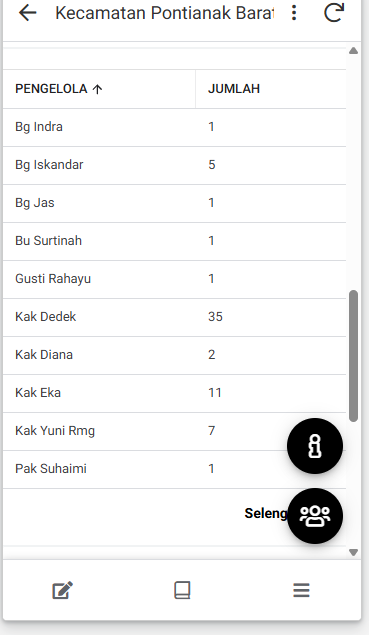 Kecamatan Pontianak Barat
PENGELOLA JUMLAH
Bg Indra 1
Bg Iskandar 5
Bg Jas 1
Bu Surtinah 1
Gusti Rahayu 1
Kak Dedek 35
Kak Diana 2
Kak Eka 11
Kak Yuni Rmg 7
Pak Suhaimi 1
Seleng